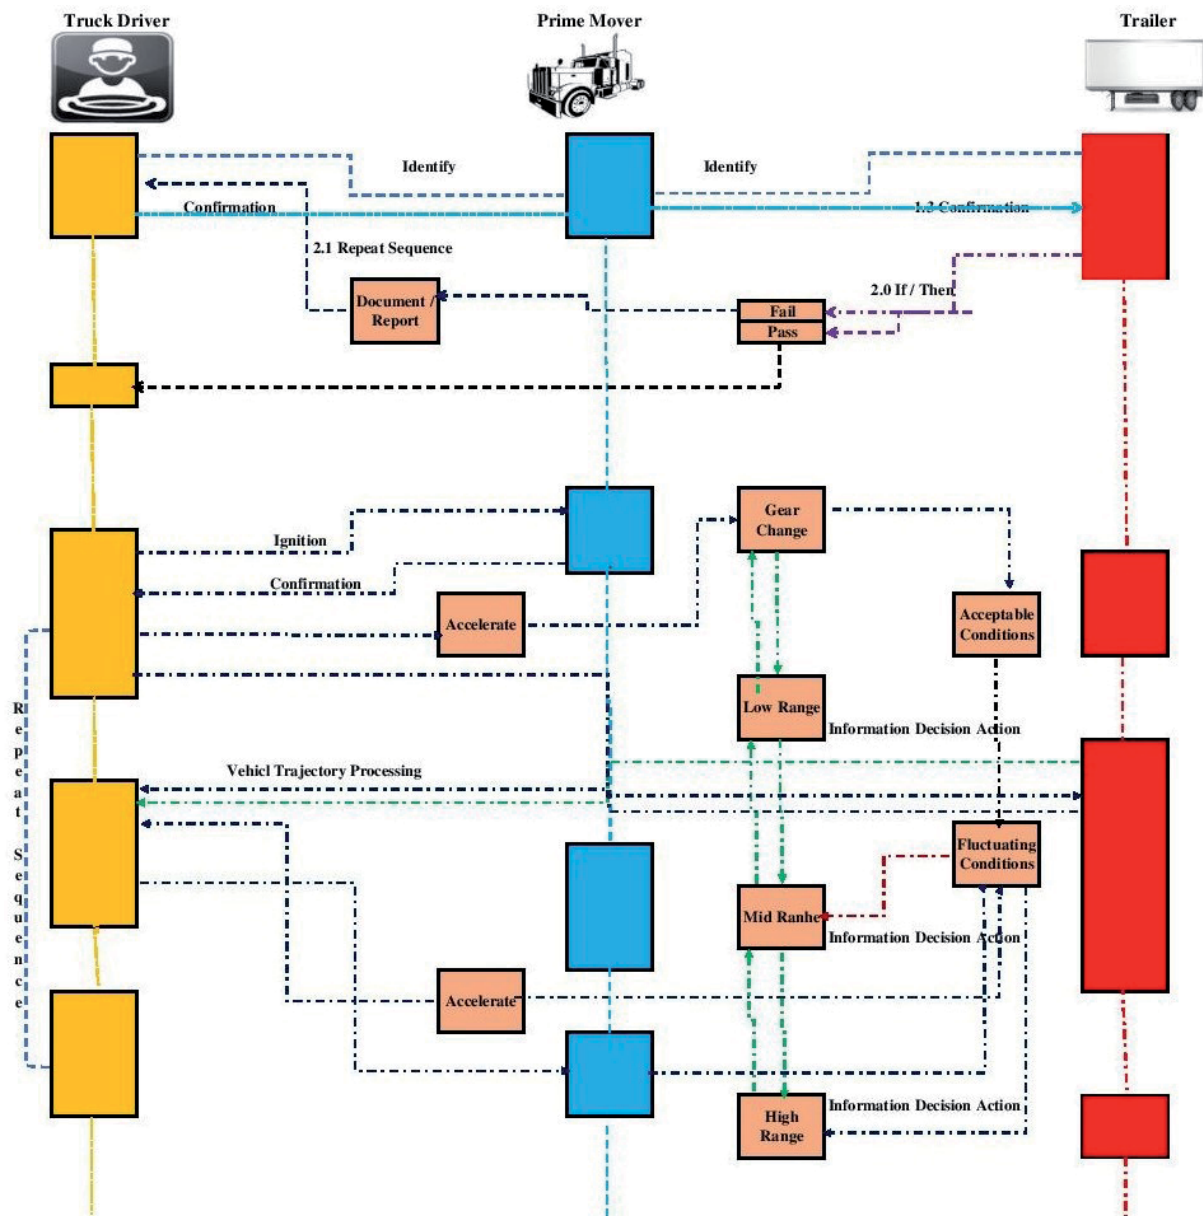 Truck Driver
Prime Mover
Trailer
Identify
Identify
Confirmation
1.3 Confirmation
2.1 Repeat Sequence
Document /
Report
2.0 If / Then
Fail
Pass
Ignition
Gear
Change
Confirmation
Accelerate
Acceptable
Conditions
Repeat Sequence
Low Range
Information Decision Action
Vehicl Trajectory Processing
Fluctuating
Conditions
Mid Ranhe
Information Decision Action
Accelerate
High
Range
Information Decision Action